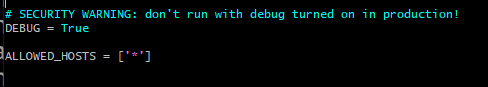 # SECURITY WARNING: don't run with debug turned on in production!
DEBUG = True
ALLOWED_HOSTS = ['*']